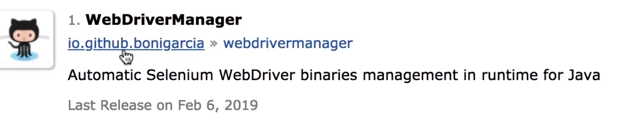 1. WebDriverManager
io.github.bonigarcia » webdrivermanager
Automatic Selenium WebDriver binaries management in runtime for Java
Last Release on Feb 6, 2019